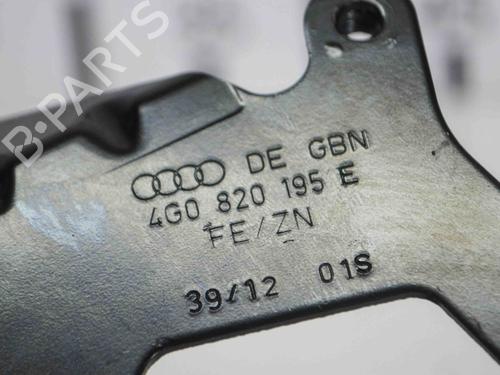 B-PARTS
DE GBN
4G0 820 195 E
FE/ZN
39/12 01S